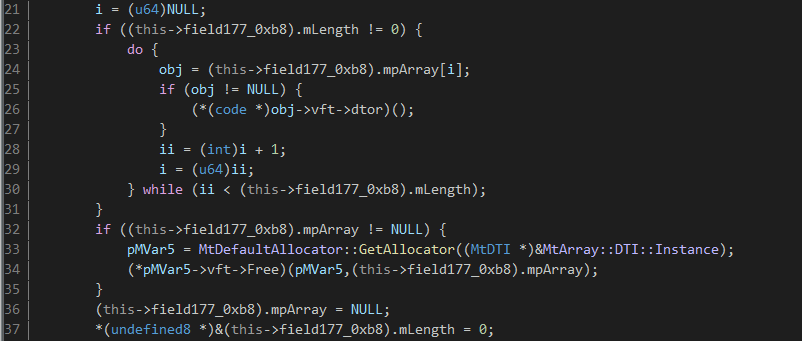 21 i = (u64)NULL;
22 if ((this->field177_0xb8).mLength != 0) {
23 do {
24 obj = (this->field177_0xb8).mpArray[i];
25 if (obj != NULL) {
26 (*(code *)obj->vft->dtor)();
27 }
28 ii = (int)i + 1;
29 i = (u64)ii;
30 } while (ii < (this->field177_0xb8).mLength);
31 }
32 if ((this->field177_0xb8).mpArray != NULL) {
33 pMVar5 = MtDefaultAllocator::GetAllocator((MtDTI *)&MtArray::DTI::Instance);
34 (*pMVar5->vft->Free)(pMVar5,(this->field177_0xb8).mpArray);
35 }
36 (this->field177_0xb8).mpArray = NULL;
37 *(undefined8 *)&(this->field177_0xb8).mLength = 0;